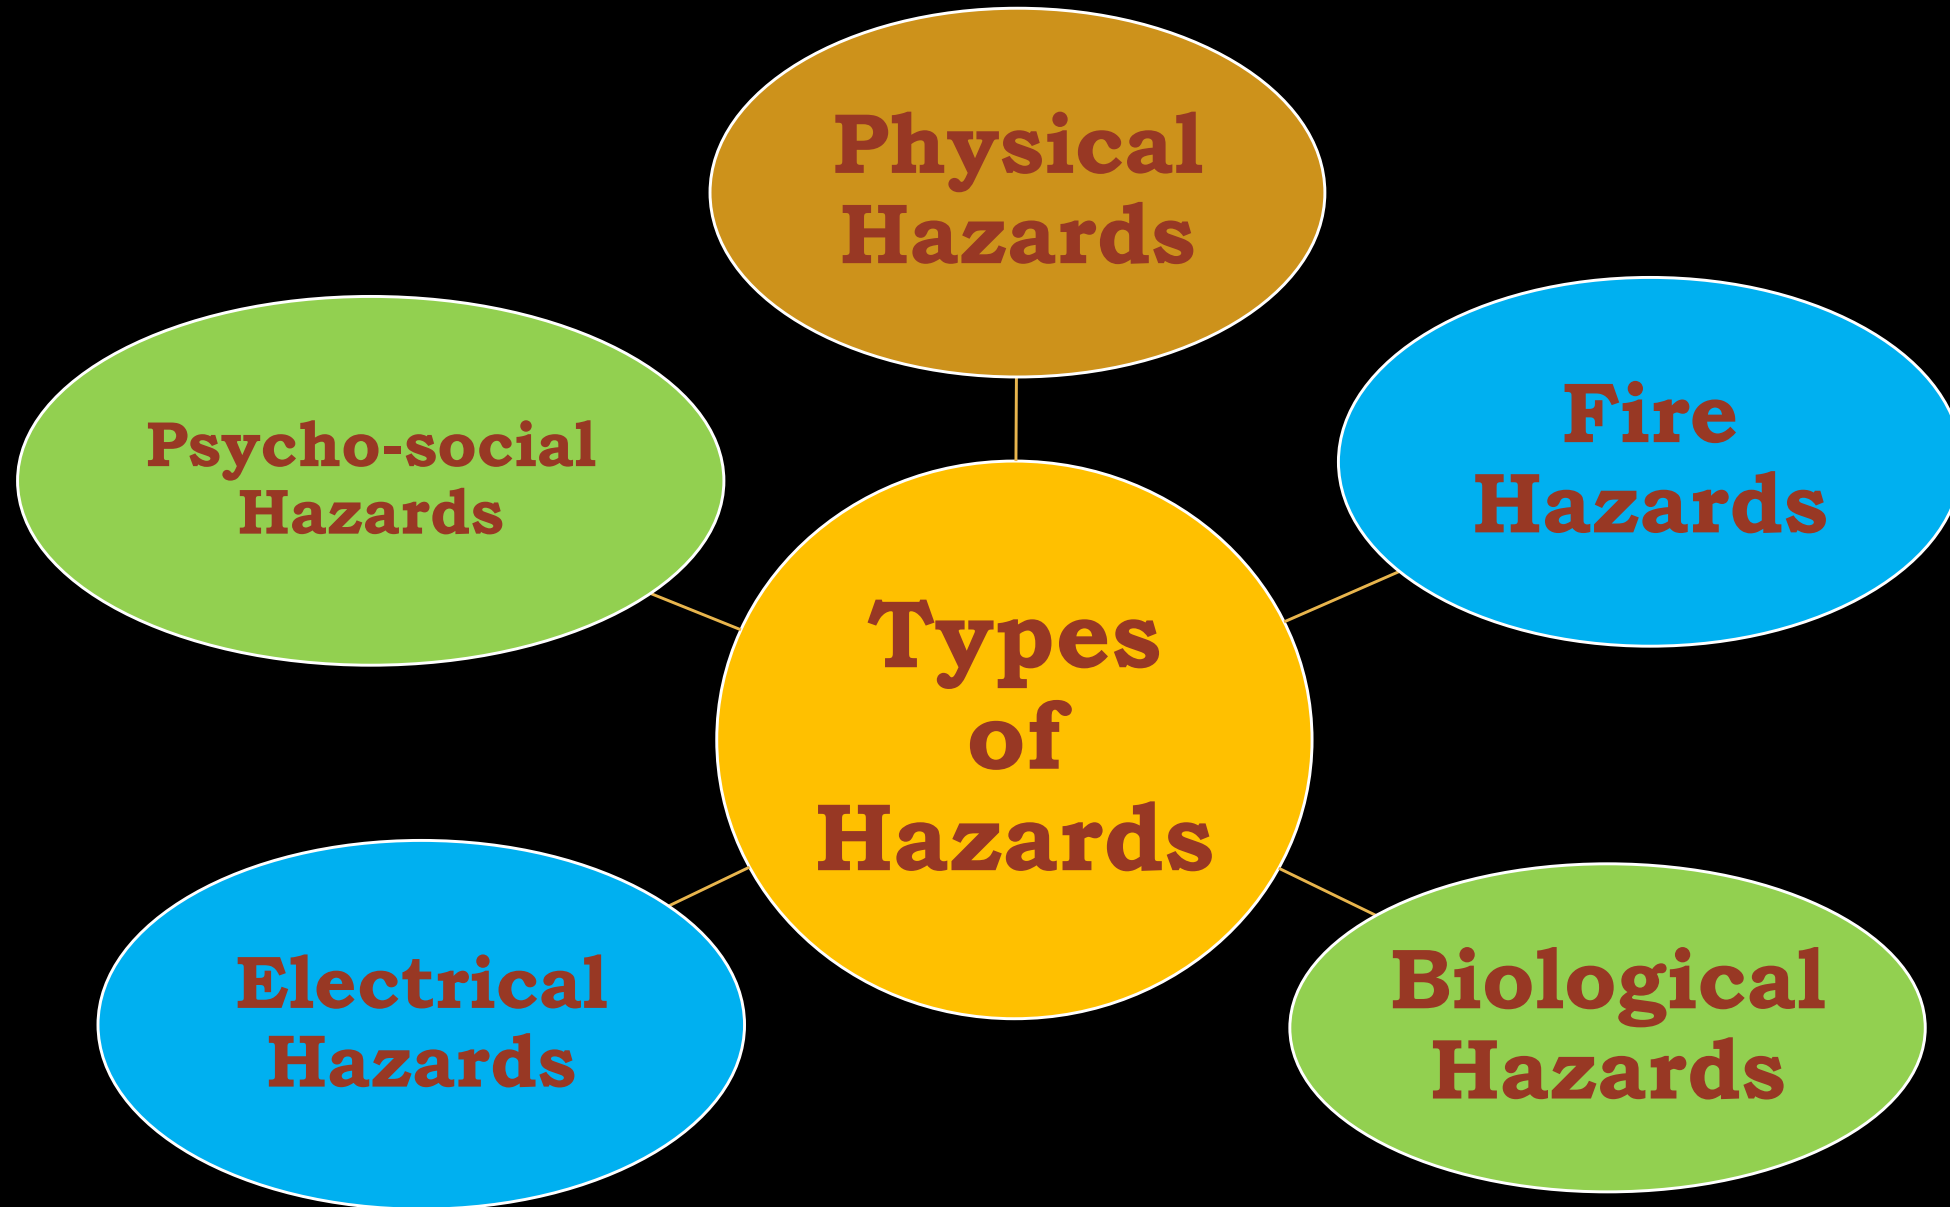 Physical
Hazards
Fire
Hazards
Psycho-social
Hazards
Types
of
Hazards
Electrical
Hazards
Biological
Hazards